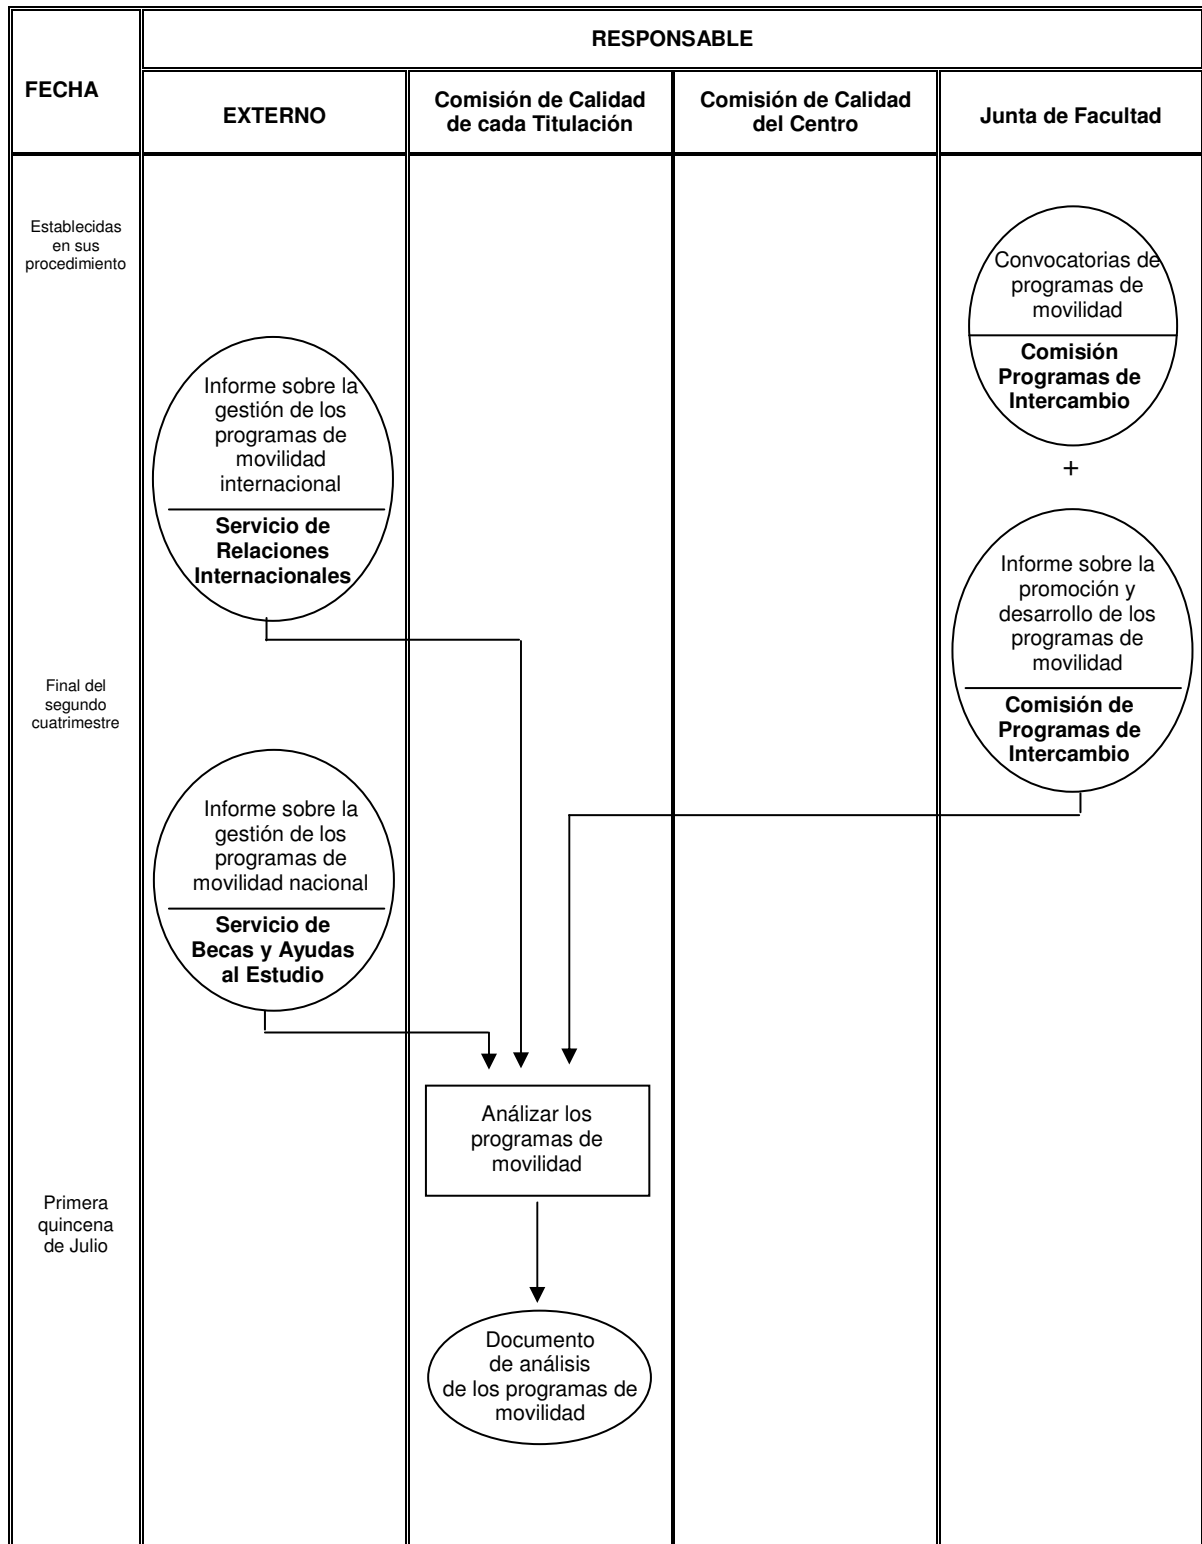 RESPONSABLE
FECHA
EXTERNO
Comisión de Calidad
de cada Titulación
Comisión de Calidad
del Centro
Junta de Facultad
Establecidas
en sus
procedimiento
Convocatorias de
programas de
movilidad
Comisión
Programas de
Intercambio
+
Informe sobre la
gestión de los
programas de
movilidad
internacional
Servicio de
Relaciones
Internacionales
Informe sobre la
promoción y
desarrollo de los
programas de
movilidad
Comisión de
Programas de
Intercambio
Final del
segundo
cuatrimestre
Informe sobre la
gestión de los
programas de
movilidad nacional
Servicio de
Becas y Ayudas
al Estudio
Análizar los
programas de
movilidad
Primera
quincena
de Julio
Documento
de análisis
de los programas de
movilidad